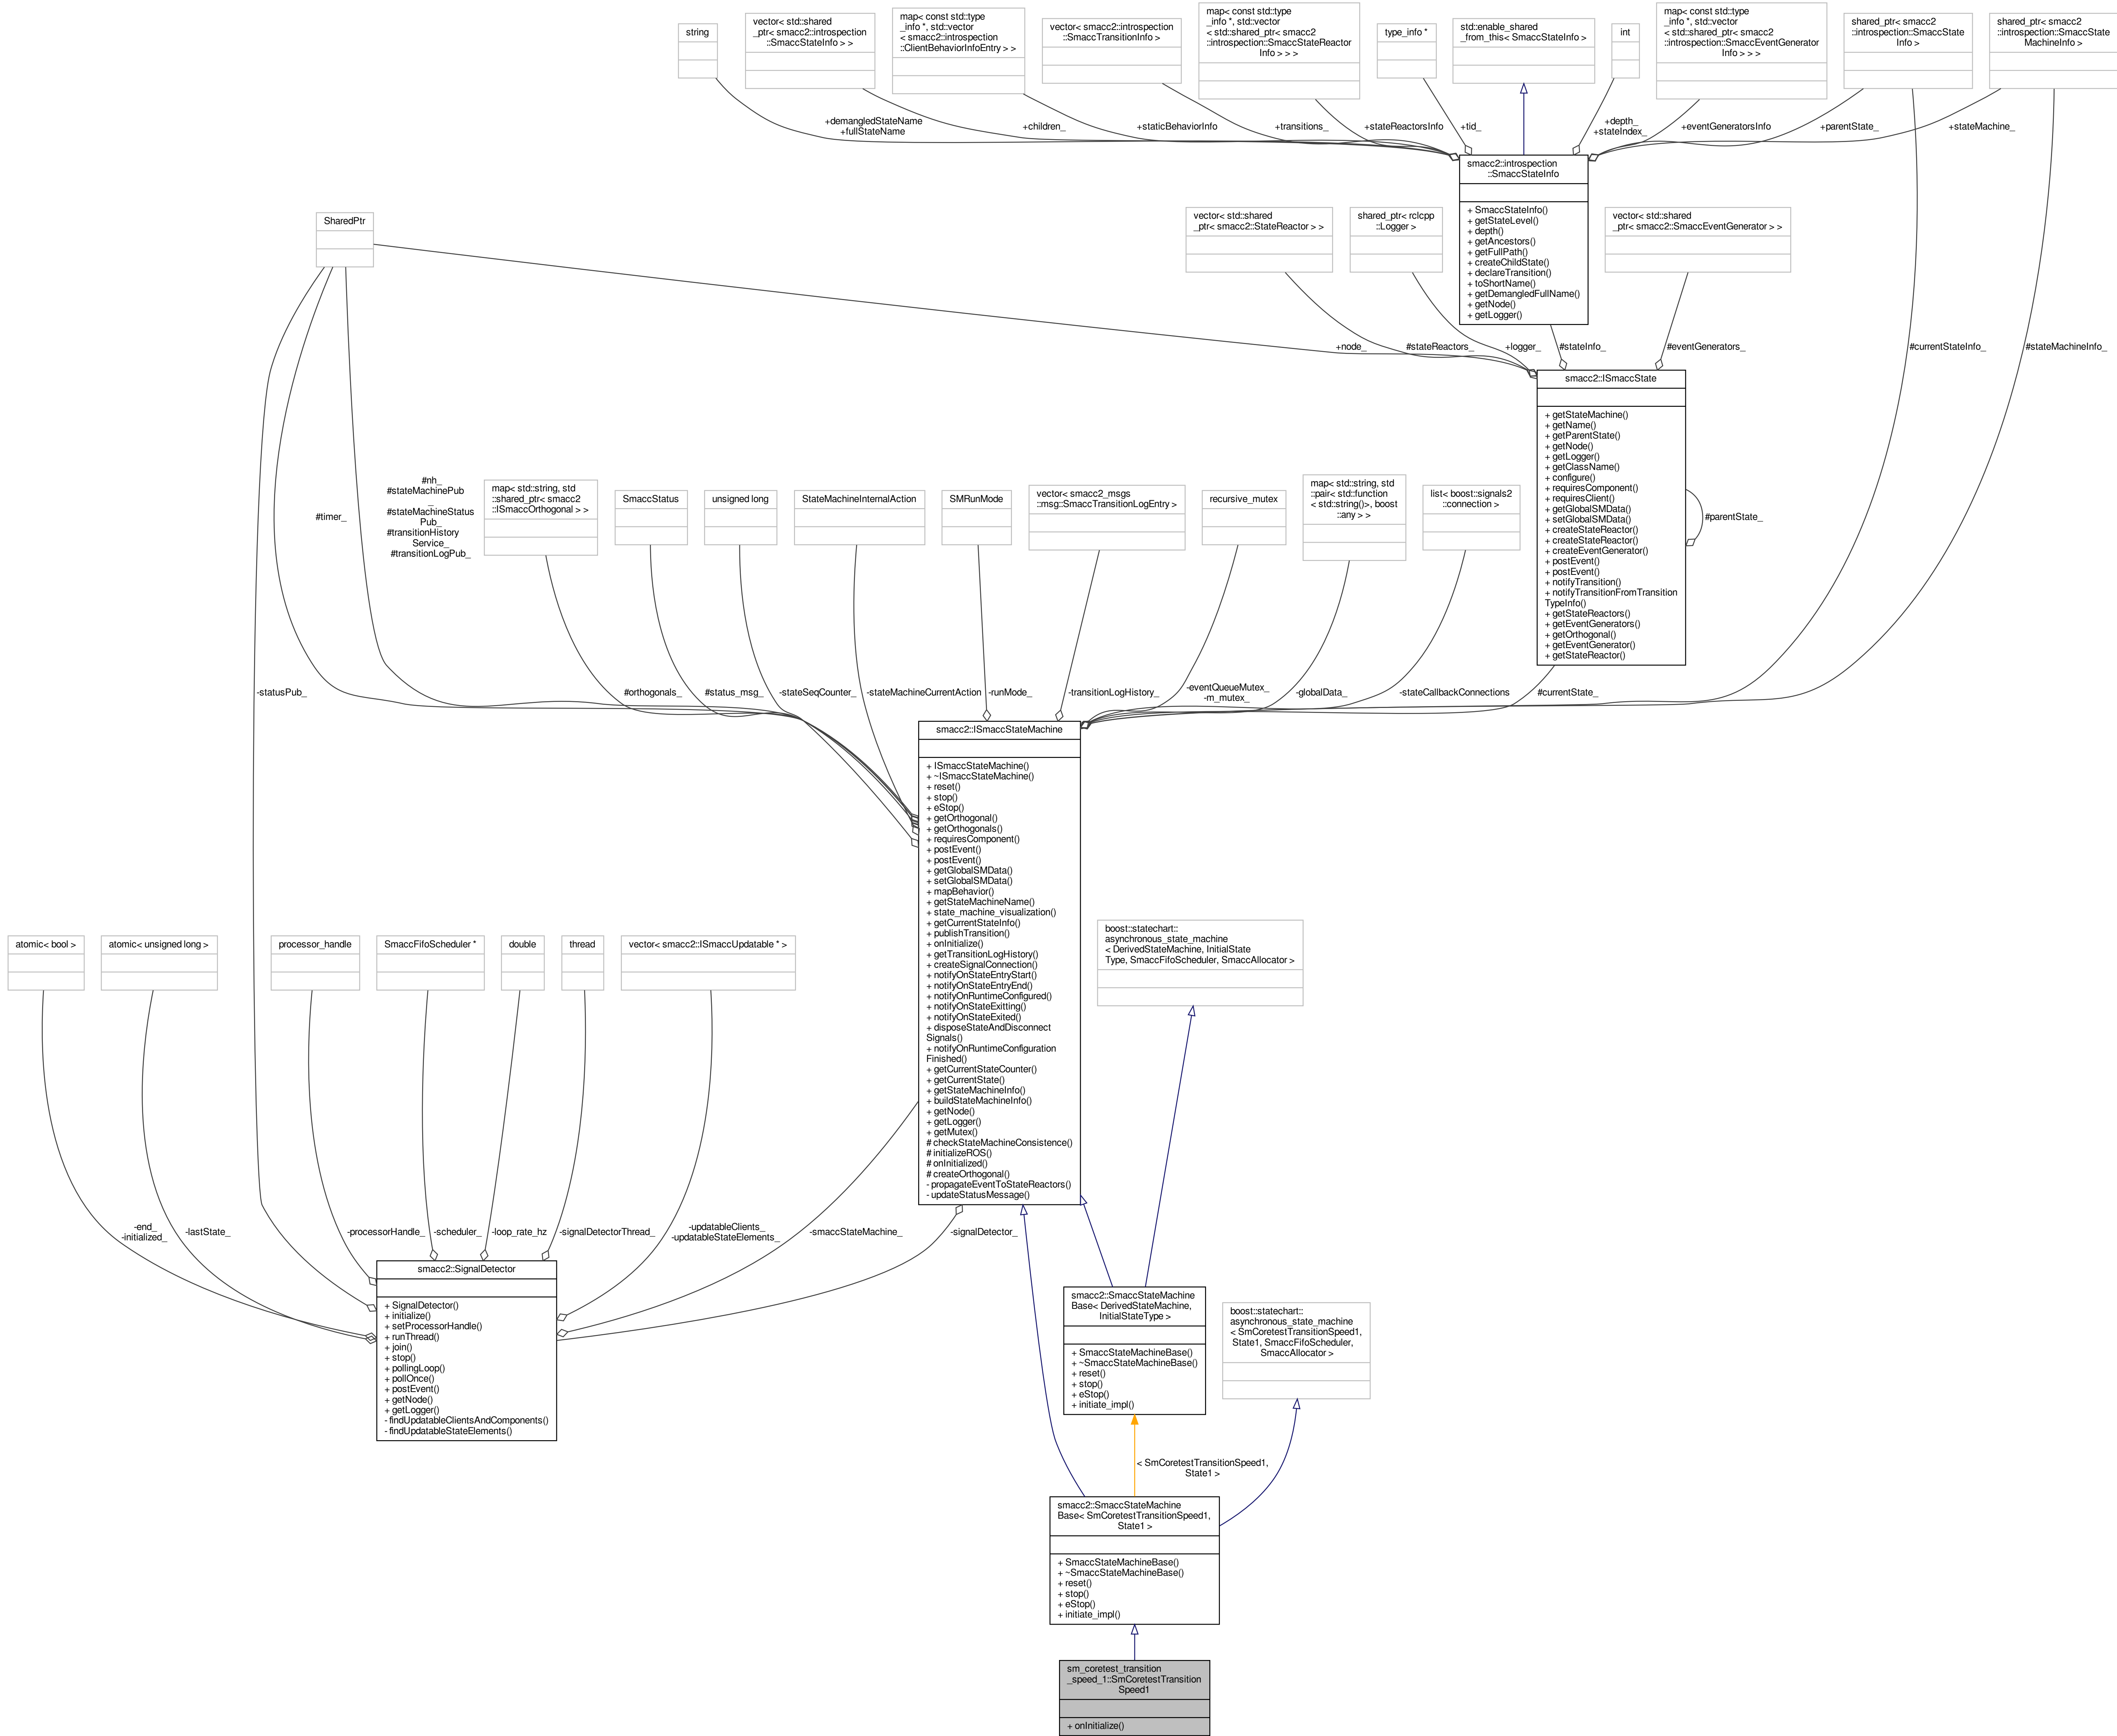 string
vector< std::shared
_ptr< smacc2::introspection
::SmaccStateInfo > >
map< const std::type
_info *, std::vector
< smacc2::introspection
::ClientBehaviorInfoEntry > >
vector< smacc2::introspection
::SmaccTransitionInfo >
map< const std::type
_info *, std::vector
< std::shared_ptr< smacc2
::introspection::SmaccStateReactor
Info > > >
type_info *
std::enable_shared
_from_this< SmaccStateInfo >
int
map< const std::type
_info *, std::vector
< std::shared_ptr< smacc2
::introspection::SmaccEventGenerator
Info > > >
shared_ptr< smacc2
::introspection::SmaccState
Info >
shared_ptr< smacc2
::introspection::SmaccState
MachineInfo >
+demangledStateName
+fullStateName
+children_
+staticBehaviorInfo
+transitions_
+stateReactorsInfo
+tid_
+depth_
+stateIndex_
+eventGeneratorsInfo
+parentState_
+stateMachine_
smacc2::introspection
::SmaccStateInfo
+ SmaccStateInfo()
+ getStateLevel()
+ depth()
+ getAncestors()
+ getFullPath()
+ createChildState()
+ declareTransition()
+ toShortName()
+ getDemangledFullName()
+ getNode()
+ getLogger()
SharedPtr
vector< std::shared
_ptr< smacc2::StateReactor > >
shared_ptr< rclcpp
::Logger >
vector< std::shared
_ptr< smacc2::SmaccEventGenerator > >
+node_
#stateReactors_
+logger_
#stateInfo_
#eventGenerators_
#currentStateInfo_
#stateMachineInfo_
smacc2::ISmaccState
+ getStateMachine()
+ getName()
+ getParentState()
+ getNode()
+ getLogger()
+ getClassName()
+ configure()
+ requiresComponent()
+ requiresClient()
+ getGlobalSMData()
+ setGlobalSMData()
+ createStateReactor()
+ createStateReactor()
+ createEventGenerator()
+ postEvent()
+ postEvent()
+ notifyTransition()
+ notifyTransitionFromTransition
TypeInfo()
+ getStateReactors()
+ getEventGenerators()
+ getOrthogonal()
+ getEventGenerator()
+ getStateReactor()
#parentState_
#timer_
#nh_
#stateMachinePub
_
#stateMachineStatus
Pub_
#transitionHistory
Service_
#transitionLogPub_
map< std::string, std
::shared_ptr< smacc2
::ISmaccOrthogonal > >
SmaccStatus
unsigned long
StateMachineInternalAction
SMRunMode
vector< smacc2_msgs
::msg::SmaccTransitionLogEntry >
recursive_mutex
map< std::string, std
::pair< std::function
< std::string()>, boost
::any > >
list< boost::signals2
::connection >
-statusPub_
#orthogonals_
#status_msg_
-stateSeqCounter_
-stateMachineCurrentAction
-runMode_
-transitionLogHistory_
-eventQueueMutex_
-m_mutex_
-globalData_
-stateCallbackConnections
#currentState_
smacc2::ISmaccStateMachine
+ ISmaccStateMachine()
+ ~ISmaccStateMachine()
+ reset()
+ stop()
+ eStop()
+ getOrthogonal()
+ getOrthogonals()
+ requiresComponent()
+ postEvent()
+ postEvent()
+ getGlobalSMData()
+ setGlobalSMData()
+ mapBehavior()
+ getStateMachineName()
+ state_machine_visualization()
+ getCurrentStateInfo()
+ publishTransition()
+ onInitialize()
+ getTransitionLogHistory()
+ createSignalConnection()
+ notifyOnStateEntryStart()
+ notifyOnStateEntryEnd()
+ notifyOnRuntimeConfigured()
+ notifyOnStateExitting()
+ notifyOnStateExited()
+ disposeStateAndDisconnect
Signals()
+ notifyOnRuntimeConfiguration
Finished()
+ getCurrentStateCounter()
+ getCurrentState()
+ getStateMachineInfo()
+ buildStateMachineInfo()
+ getNode()
+ getLogger()
+ getMutex()
# checkStateMachineConsistence()
# initializeROS()
# onInitialized()
# createOrthogonal()
- propagateEventToStateReactors()
- updateStatusMessage()
atomic< bool >
atomic< unsigned long >
processor_handle
SmaccFifoScheduler *
double
thread
vector< smacc2::ISmaccUpdatable * >
boost::statechart::
asynchronous_state_machine
< DerivedStateMachine, InitialState
Type, SmaccFifoScheduler, SmaccAllocator >
-end_
-initialized_
-lastState_
-processorHandle_
-scheduler_
-loop_rate_hz
-signalDetectorThread_
-updatableClients_
-updatableStateElements_
-smaccStateMachine_
-signalDetector_
smacc2::SignalDetector
+ SignalDetector()
+ initialize()
+ setProcessorHandle()
+ runThread()
+ join()
+ stop()
+ pollingLoop()
+ pollOnce()
+ postEvent()
+ getNode()
+ getLogger()
- findUpdatableClientsAndComponents()
- findUpdatableStateElements()
smacc2::SmaccStateMachine
Base< DerivedStateMachine,
InitialStateType >
+ SmaccStateMachineBase()
+ ~SmaccStateMachineBase()
+ reset()
+ stop()
+ eStop()
+ initiate_impl()
boost::statechart::
asynchronous_state_machine
< SmCoretestTransitionSpeed1,
State1, SmaccFifoScheduler,
SmaccAllocator >
< SmCoretestTransitionSpeed1,
State1 >
smacc2::SmaccStateMachine
Base< SmCoretestTransitionSpeed1,
State1 >
+ SmaccStateMachineBase()
+ ~SmaccStateMachineBase()
+ reset()
+ stop()
+ eStop()
+ initiate_impl()
sm_coretest_transition
_speed_1::SmCoretestTransition
Speed1
+ onInitialize()